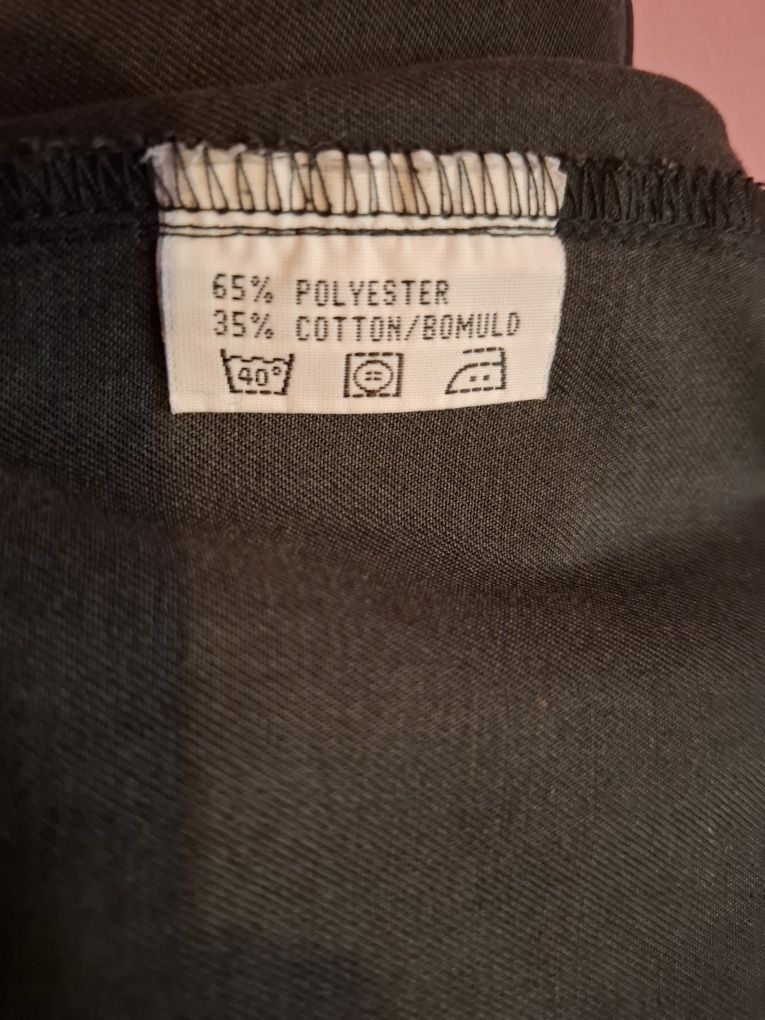 65% POLYESTER
35% COTTON/BOMULD
40°